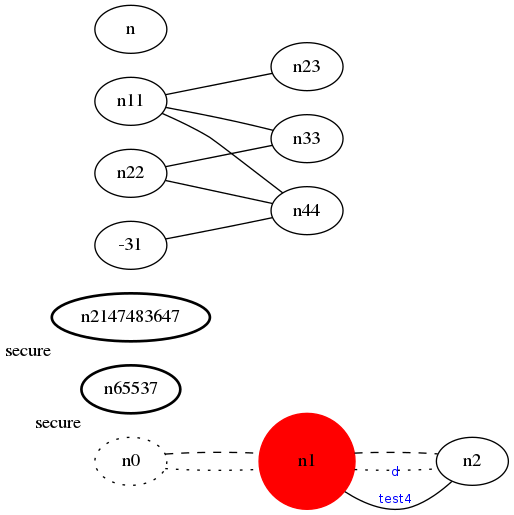 n
n23
n11
n33
n22
n44
-31
n2147483647
secure
n65537
secure
n0
n1
n2
d
test4